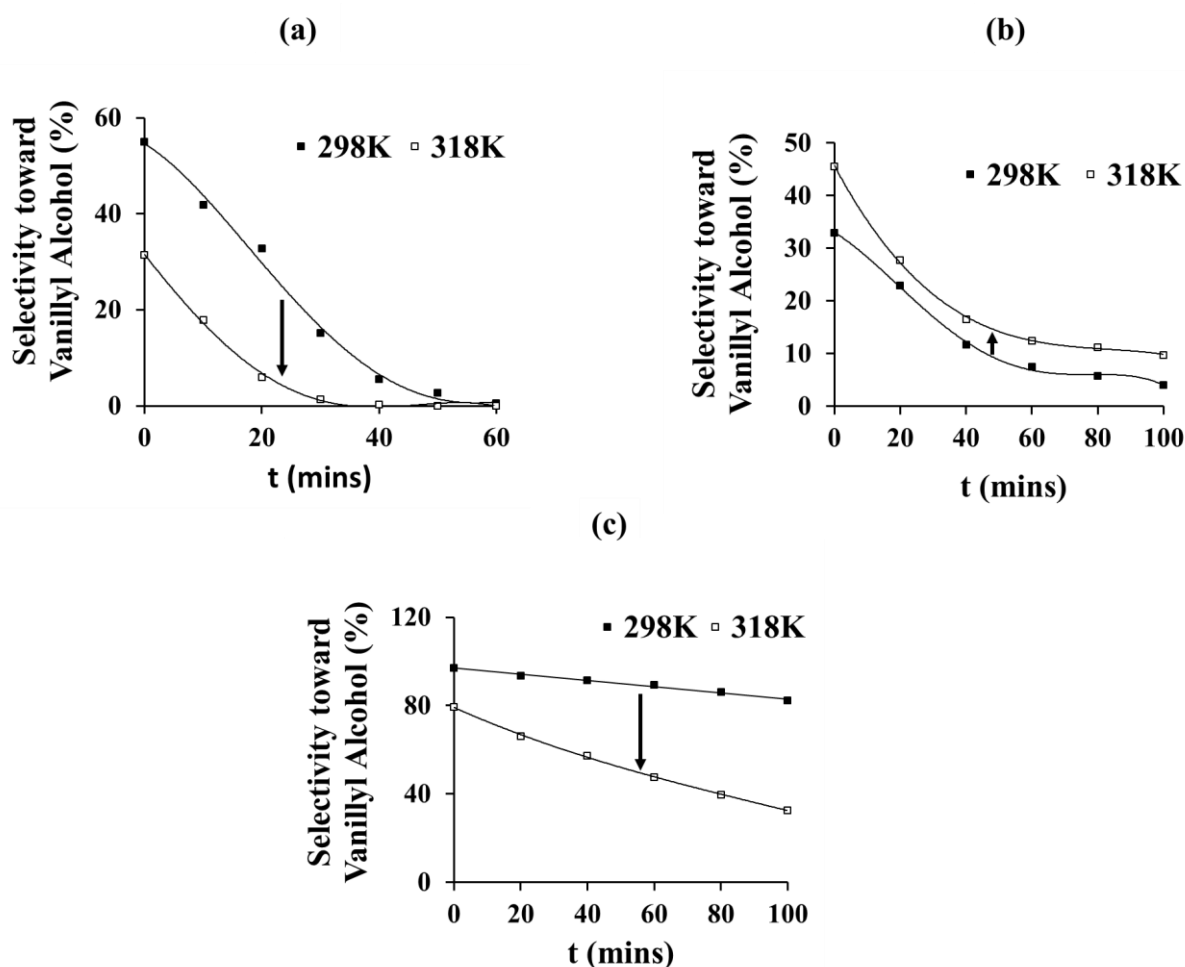 (a)
Selectivity toward
Vanillyl Alcohol (%)
60
40
20
0
298K
318K
0 20 40 60
t (mins)
(b)
Selectivity toward
Vanillyl Alcohol (%)
50
40
30
20
10
0
298K
318K
0 20 40 60 80 100
t (mins)
(c)
Selectivity toward
Vanillyl Alcohol (%)
120
80
40
0
298K
318K
0 20 40 60 80 100
t (mins)